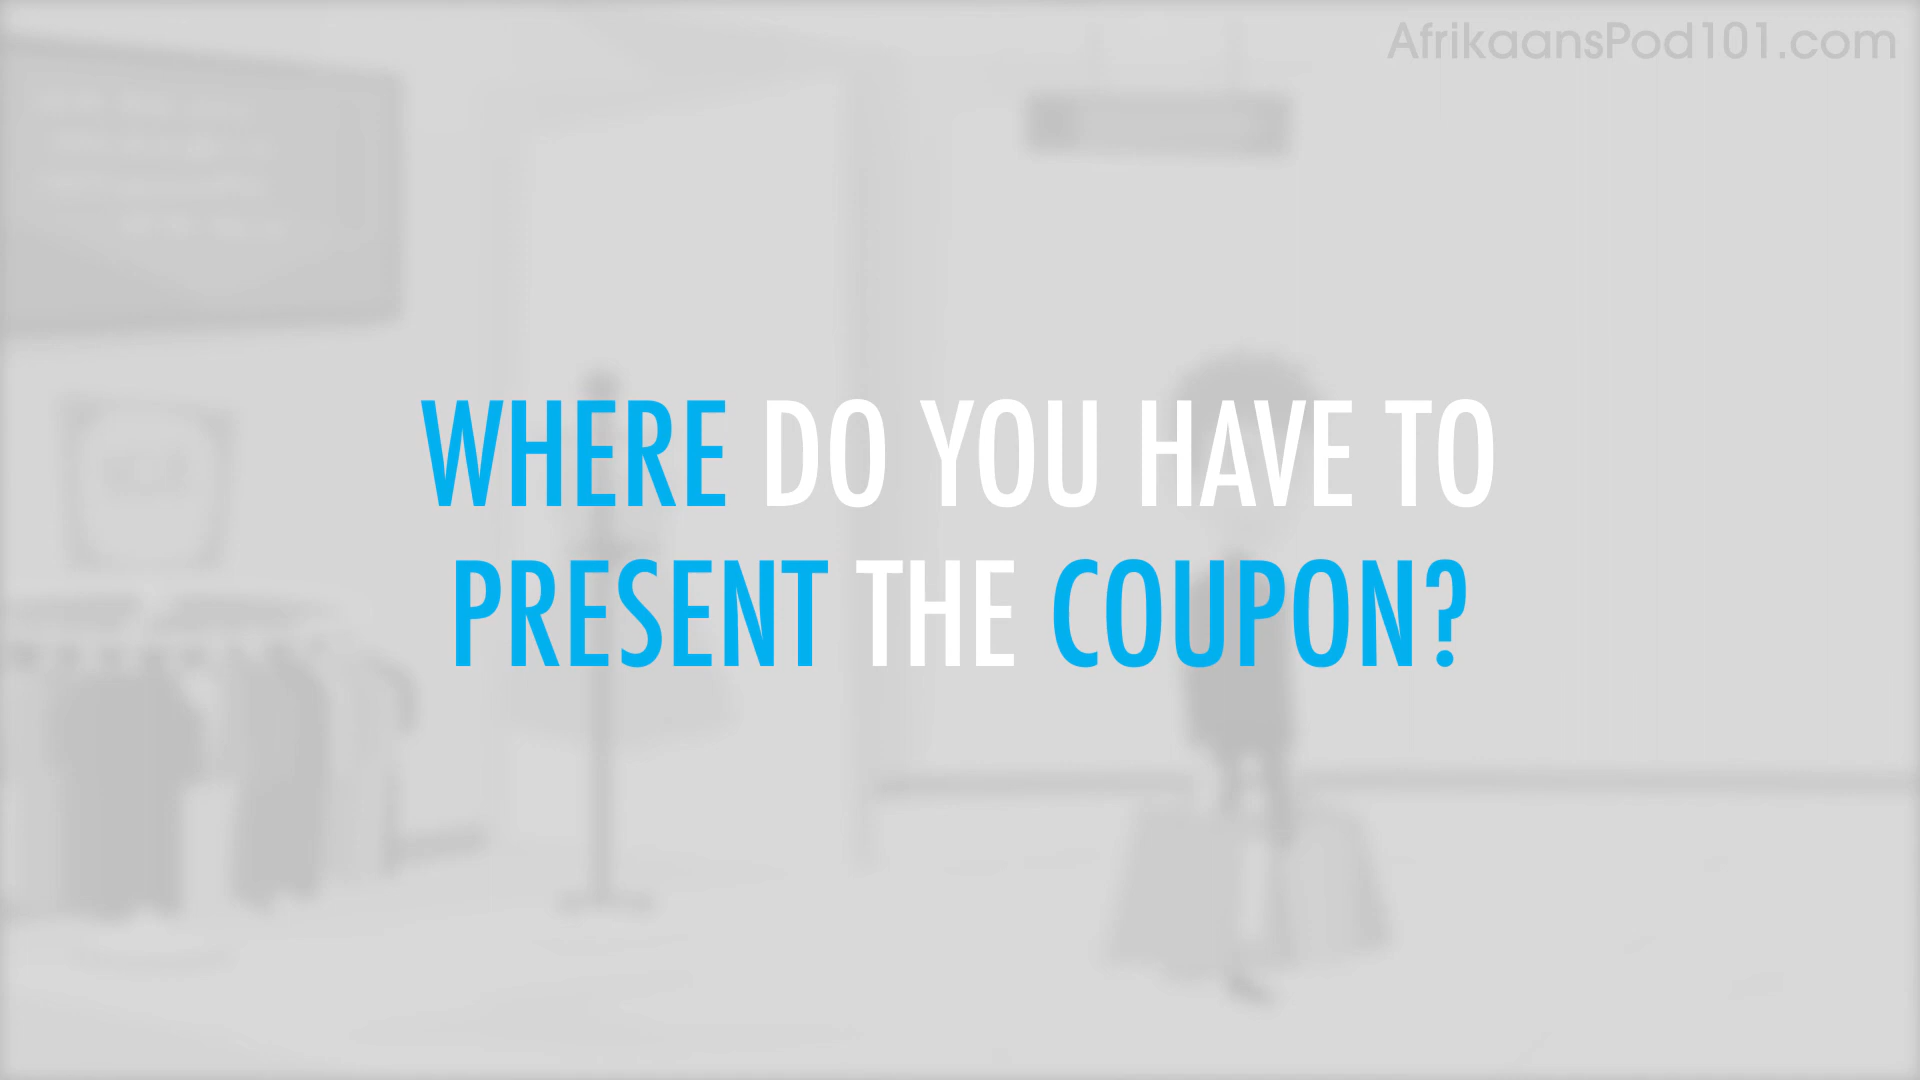 AfrikaansPod101.com
WHERE DO YOU HAVE TO
PRESENT THE COUPON?